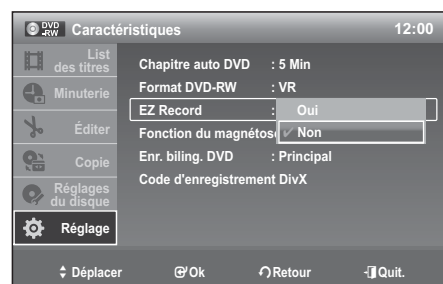 DVD -RW Caractéristiques 12:00
List des titres
Minuterie
Éditer
Copie
Réglages du disque
Réglage
Chapitre auto DVD : 5 Min
Format DVD-RW : VR
EZ Record : Oui
Fonction du magnétos ✔ Non
Enr. biling. DVD : Principal
Code d'enregistrement DivX
Déplacer Ok Retour Quit.